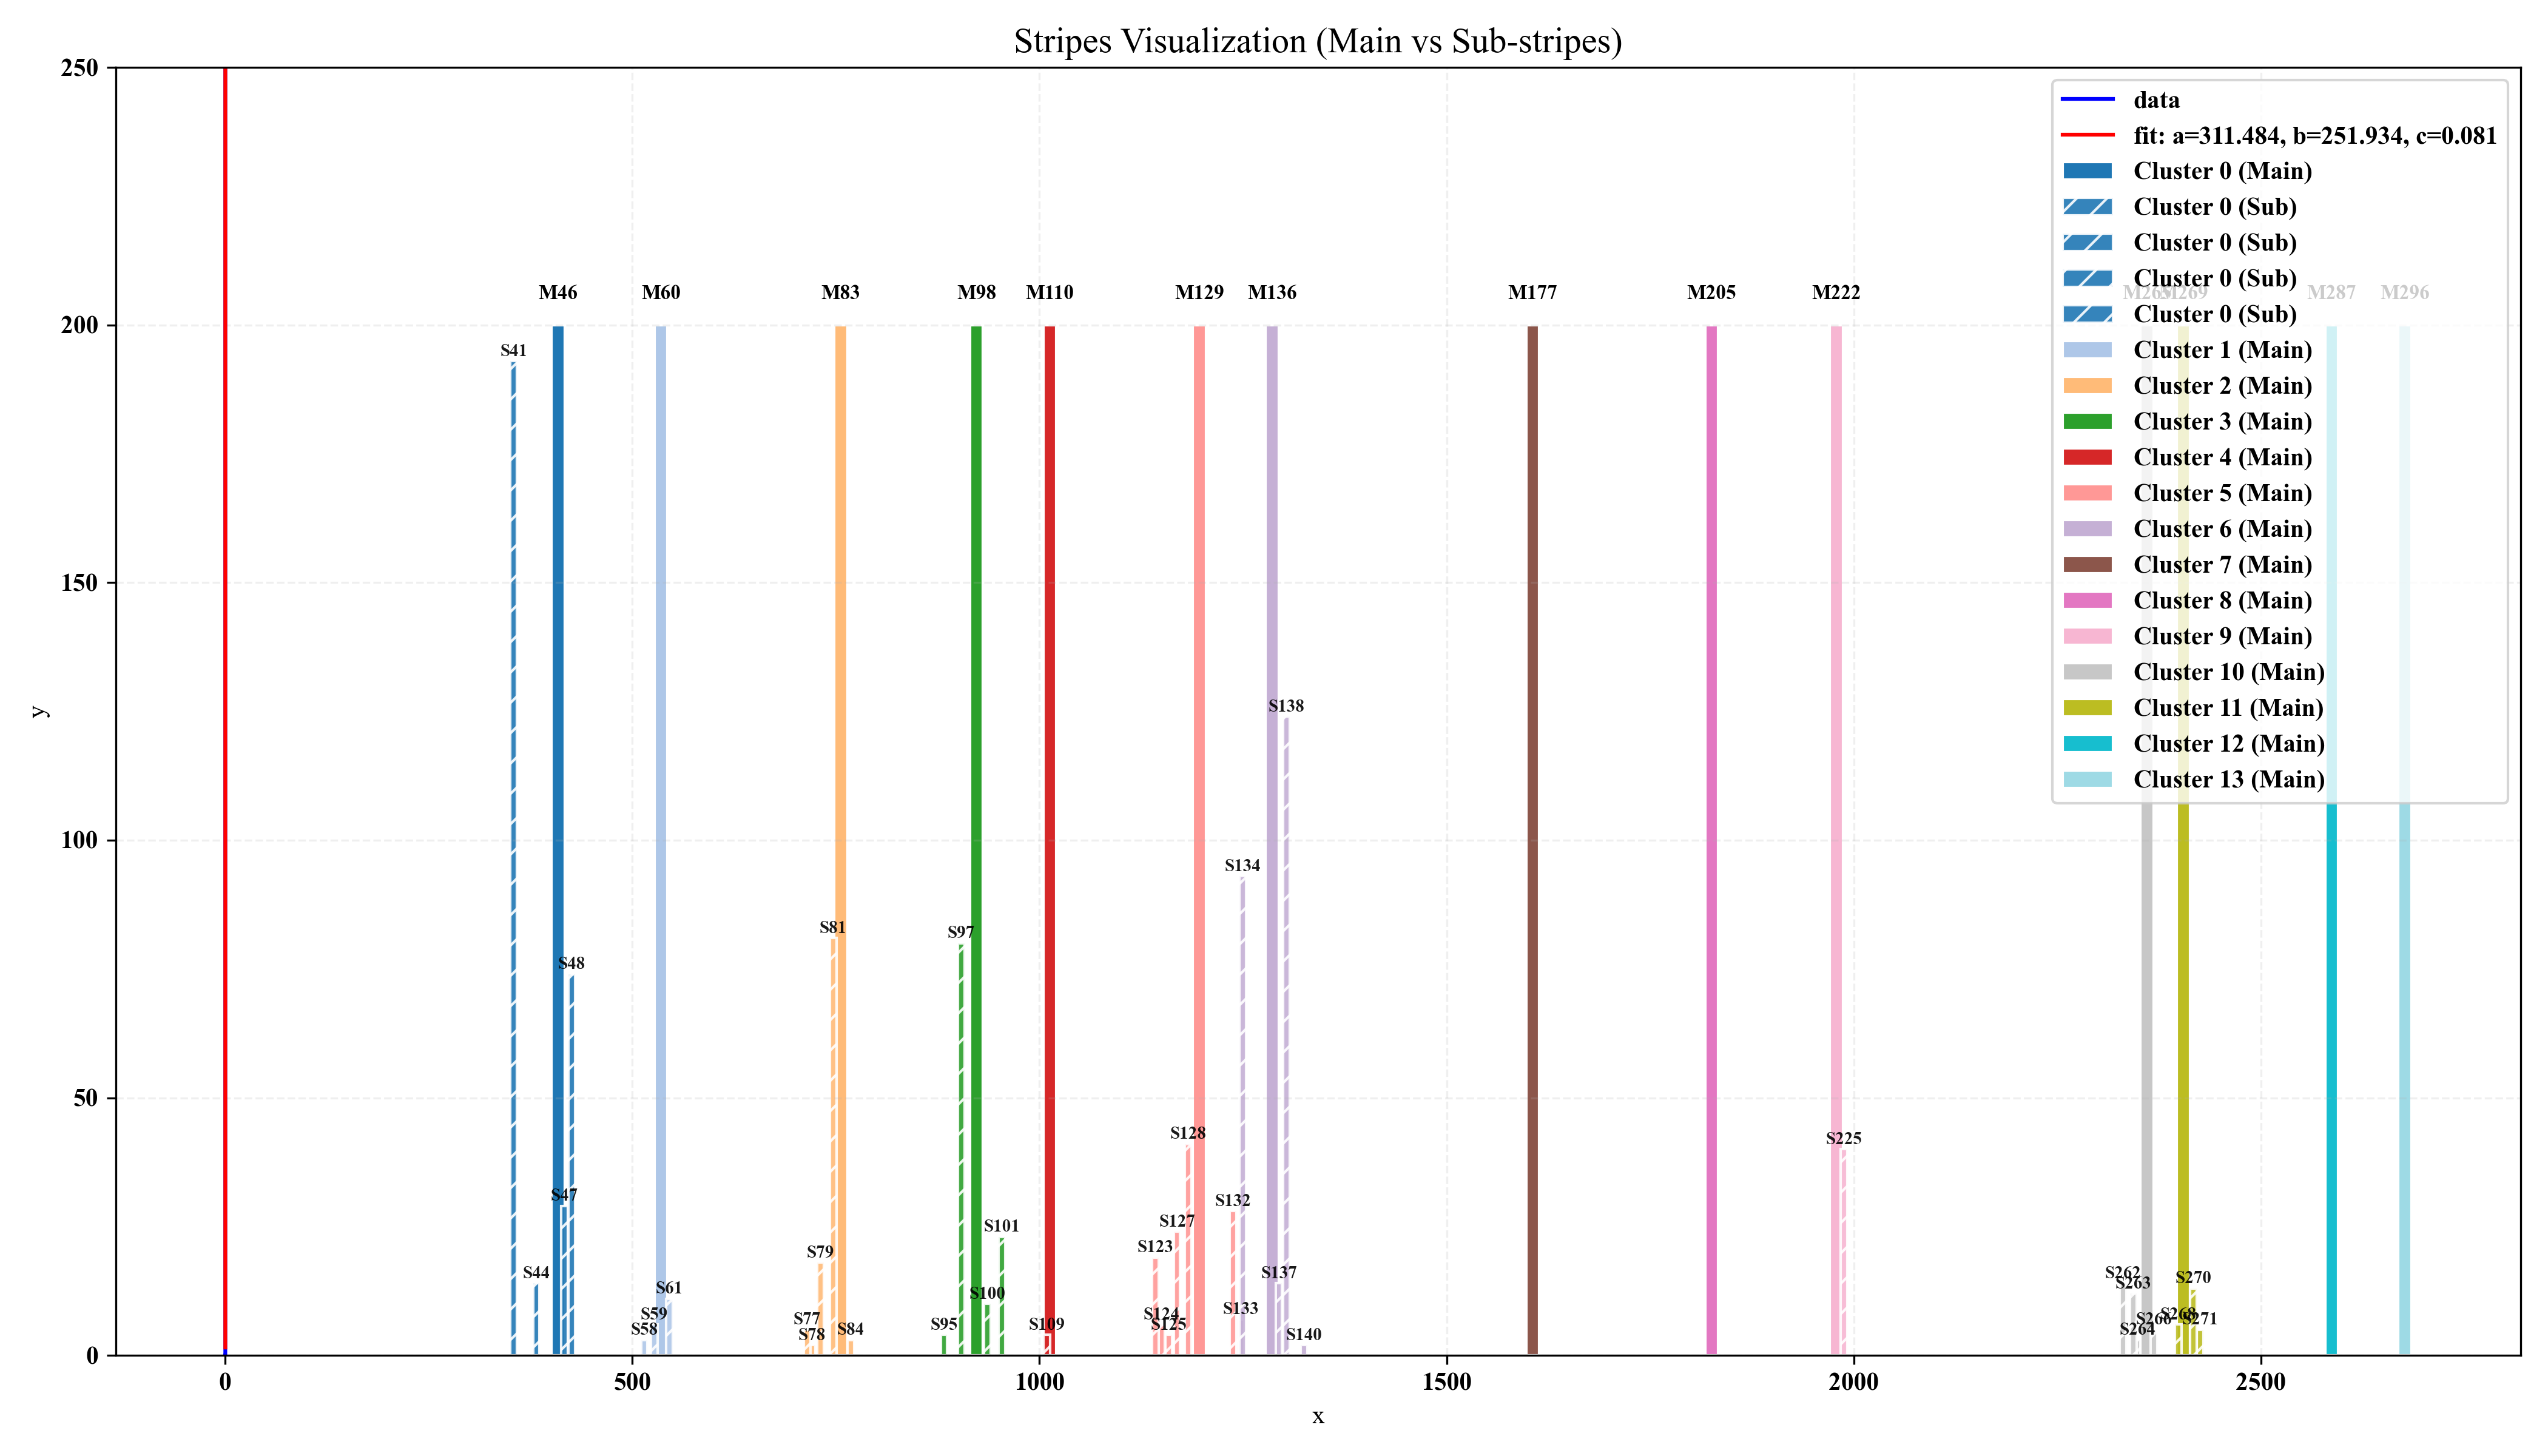 Stripes Visualization (Main vs Sub-stripes)
250
200
150
100
50
0
y
data
fit: a=311.484, b=251.934, c=0.081
Cluster 0 (Main)
Cluster 0 (Sub)
Cluster 0 (Sub)
Cluster 0 (Sub)
Cluster 0 (Sub)
Cluster 1 (Main)
Cluster 2 (Main)
Cluster 3 (Main)
Cluster 4 (Main)
Cluster 5 (Main)
Cluster 6 (Main)
Cluster 7 (Main)
Cluster 8 (Main)
Cluster 9 (Main)
Cluster 10 (Main)
Cluster 11 (Main)
Cluster 12 (Main)
Cluster 13 (Main)
M46 M60 M83 M98 M110 M129 M136 M177 M205 M222 M269 M287 M296
S41
S138
S134
S81
S97
S48
S128
S225
S47
S132
S127
S101
S79
S123
S44
S137
S262
S263
S270
S61
S100
S133
S59
S77
S124
S268
S266
S271
S58
S78
S84
S95
S109
S125
S140
S264
0 500 1000 1500 2000 2500
x